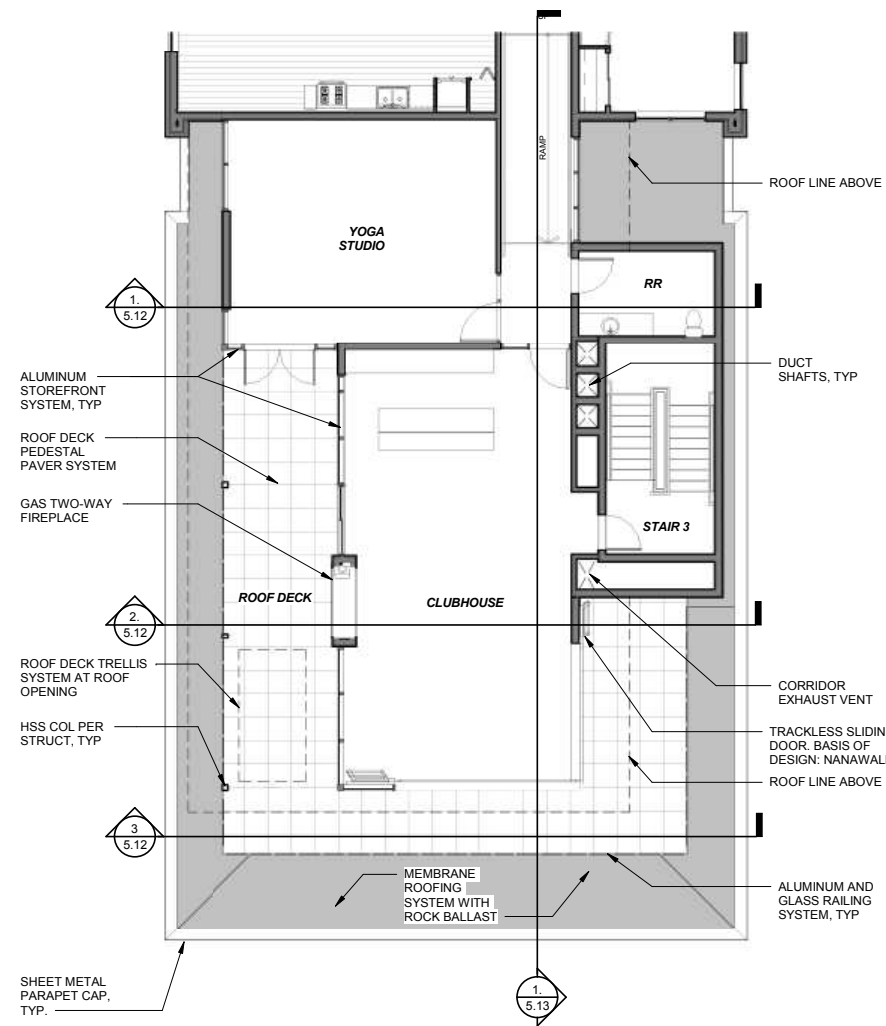 RAMP
ROOF LINE ABOVE
YOGA
STUDIO
RR
1.
5.12
ALUMINUM
STOREFRONT
SYSTEM, TYP
DUCT
SHAFTS, TYP
ROOF DECK
PEDESTAL
PAVER SYSTEM
GAS TWO-WAY
FIREPLACE
STAIR 3
ROOF DECK
CLUBHOUSE
2.
5.12
ROOF DECK TRELLIS
SYSTEM AT ROOF
OPENING
CORRIDOR
EXHAUST VENT
HSS COL PER
STRUCT, TYP
TRACKLESS SLIDIN
DOOR. BASIS OF
DESIGN: NANAWAL
ROOF LINE ABOVE
3
5.12
MEMBRANE
ROOFING
SYSTEM WITH
ROCK BALLAST
ALUMINUM AND
GLASS RAILING
SYSTEM, TYP
SHEET METAL
PARAPET CAP,
TYP.
1.
5.13